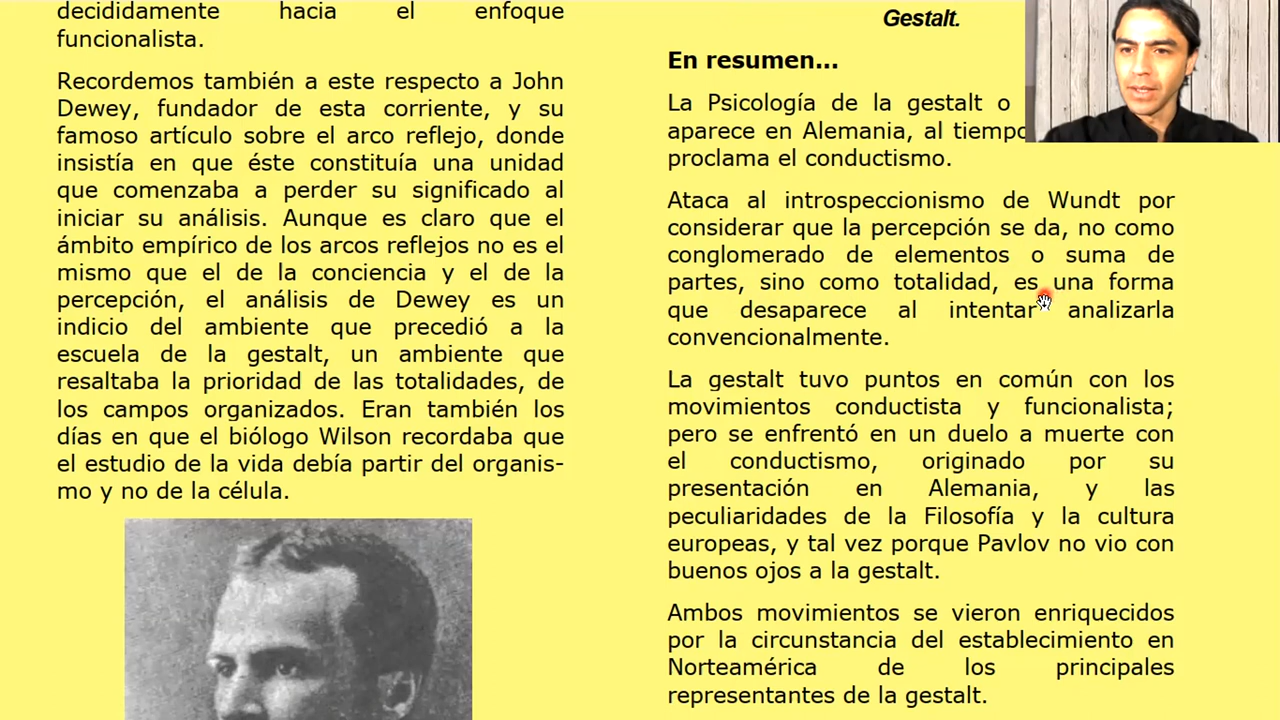 decididamente hacia el enfoque
funcionalista.
Recordemos también a este respecto a John
Dewey, fundador de esta corriente, y su
famoso artículo sobre el arco reflejo, donde
insistía en que éste constituía una unidad
que comenzaba a perder su significado al
iniciar su análisis. Aunque es claro que el
ámbito empírico de los arcos reflejos no es el
mismo que el de la conciencia y el de la
percepción, el análisis de Dewey es un
indicio del ambiente que precedió a la
escuela de la gestalt, un ambiente que
resaltaba la prioridad de las totalidades, de
los campos organizados. Eran también los
días en que el biólogo Wilson recordaba que
el estudio de la vida debía partir del organis-
mo y no de la célula.
Gestalt.
En resumen...
La Psicología de la gestalt o
aparece en Alemania, al tiempo
proclama el conductismo.
Ataca al introspeccionismo de Wundt por
considerar que la percepción se da, no como
conglomerado de elementos o suma de
partes, sino como totalidad, es una forma
que desaparece al intentar analizarla
convencionalmente.
La gestalt tuvo puntos en común con los
movimientos conductista y funcionalista;
pero se enfrentó en un duelo a muerte con
el conductismo, originado por su
presentación en Alemania, y las
peculiaridades de la Filosofía y la cultura
europeas, y tal vez porque Pavlov no vio con
buenos ojos a la gestalt.
Ambos movimientos se vieron enriquecidos
por la circunstancia del establecimiento en
Norteamérica de los principales
representantes de la gestalt.